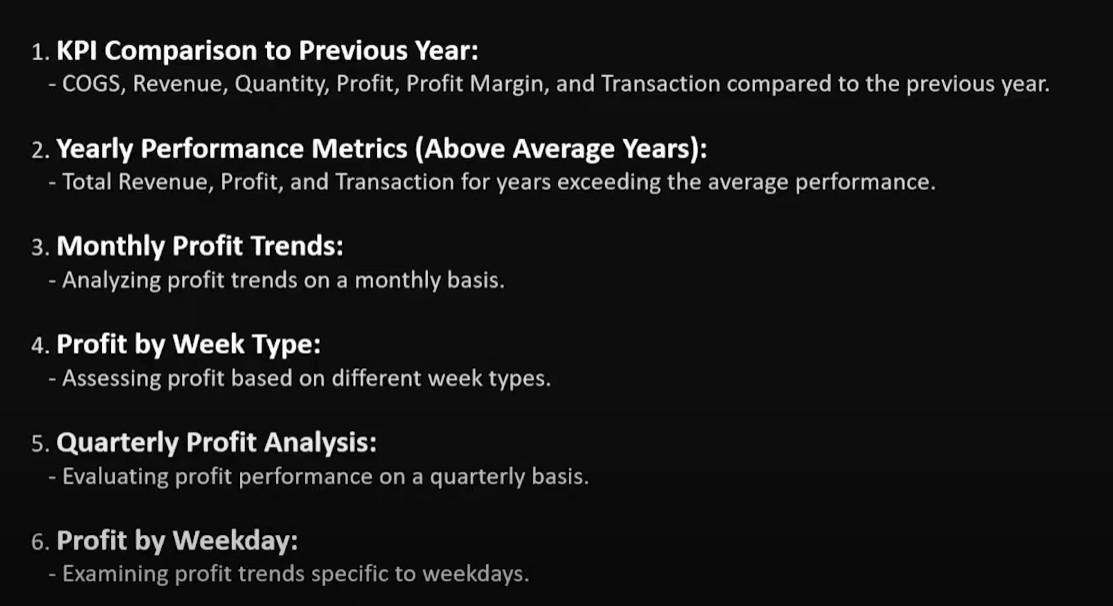 1. KPI Comparison to Previous Year:
- COGS, Revenue, Quantity, Profit, Profit Margin, and Transaction compared to the previous year.
2. Yearly Performance Metrics (Above Average Years):
- Total Revenue, Profit, and Transaction for years exceeding the average performance.
3. Monthly Profit Trends:
- Analyzing profit trends on a monthly basis.
4. Profit by Week Type:
- Assessing profit based on different week types.
5. Quarterly Profit Analysis:
- Evaluating profit performance on a quarterly basis.
6. Profit by Weekday:
- Examining profit trends specific to weekdays.